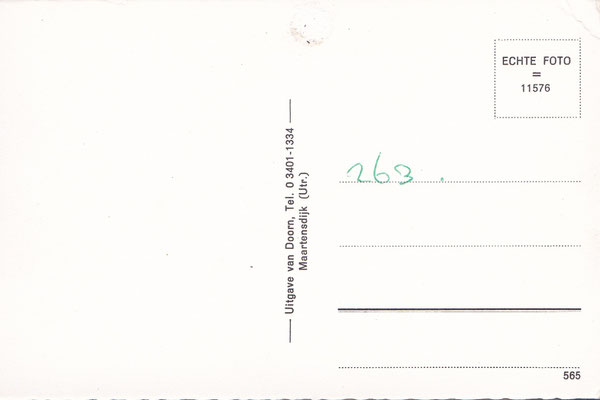 ECHTE FOTO
=
11576
263.
Uitgave van Doorn, Tel. 0 3401-1334
Maartensdijk (Utr.)
565